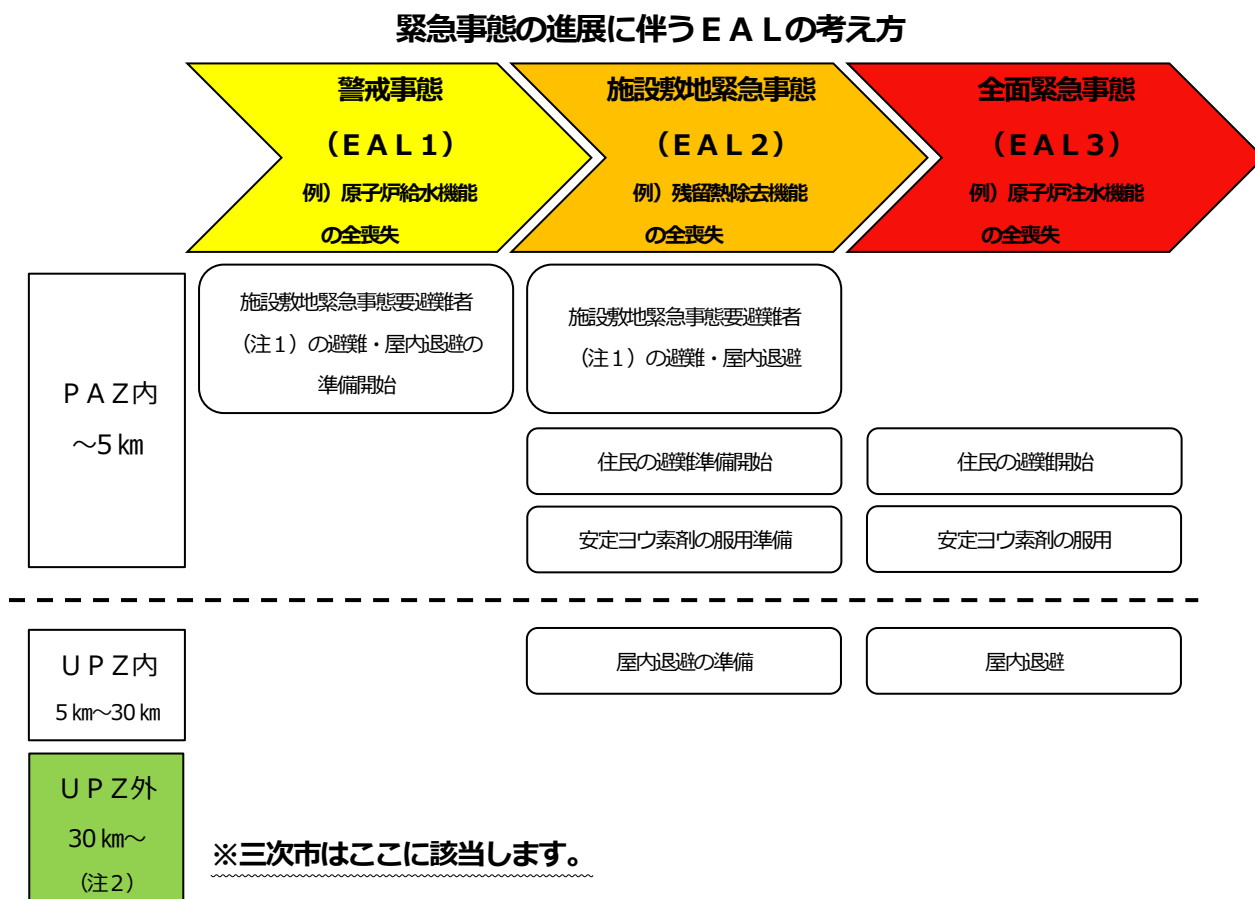 緊急事態の進展に伴うＥＡＬの考え方
警戒事態
（ＥＡＬ１）
例）原子炉給水機能
の全喪失
施設敷地緊急事態
（ＥＡＬ２）
例）残留熱除去機能
の全喪失
全面緊急事態
（ＥＡＬ３）
例）原子炉注水機能
の全喪失
ＰＡＺ内
～5㎞
施設敷地緊急事態要避難者
（注１）の避難・屋内退避の
準備開始
施設敷地緊急事態要避難者
（注１）の避難・屋内退避
住民の避難準備開始
住民の避難開始
安定ヨウ素剤の服用準備
安定ヨウ素剤の服用
ＵＰＺ内
5㎞～30㎞
屋内退避の準備
屋内退避
ＵＰＺ外
30㎞～
（注２）
※三次市はここに該当します。